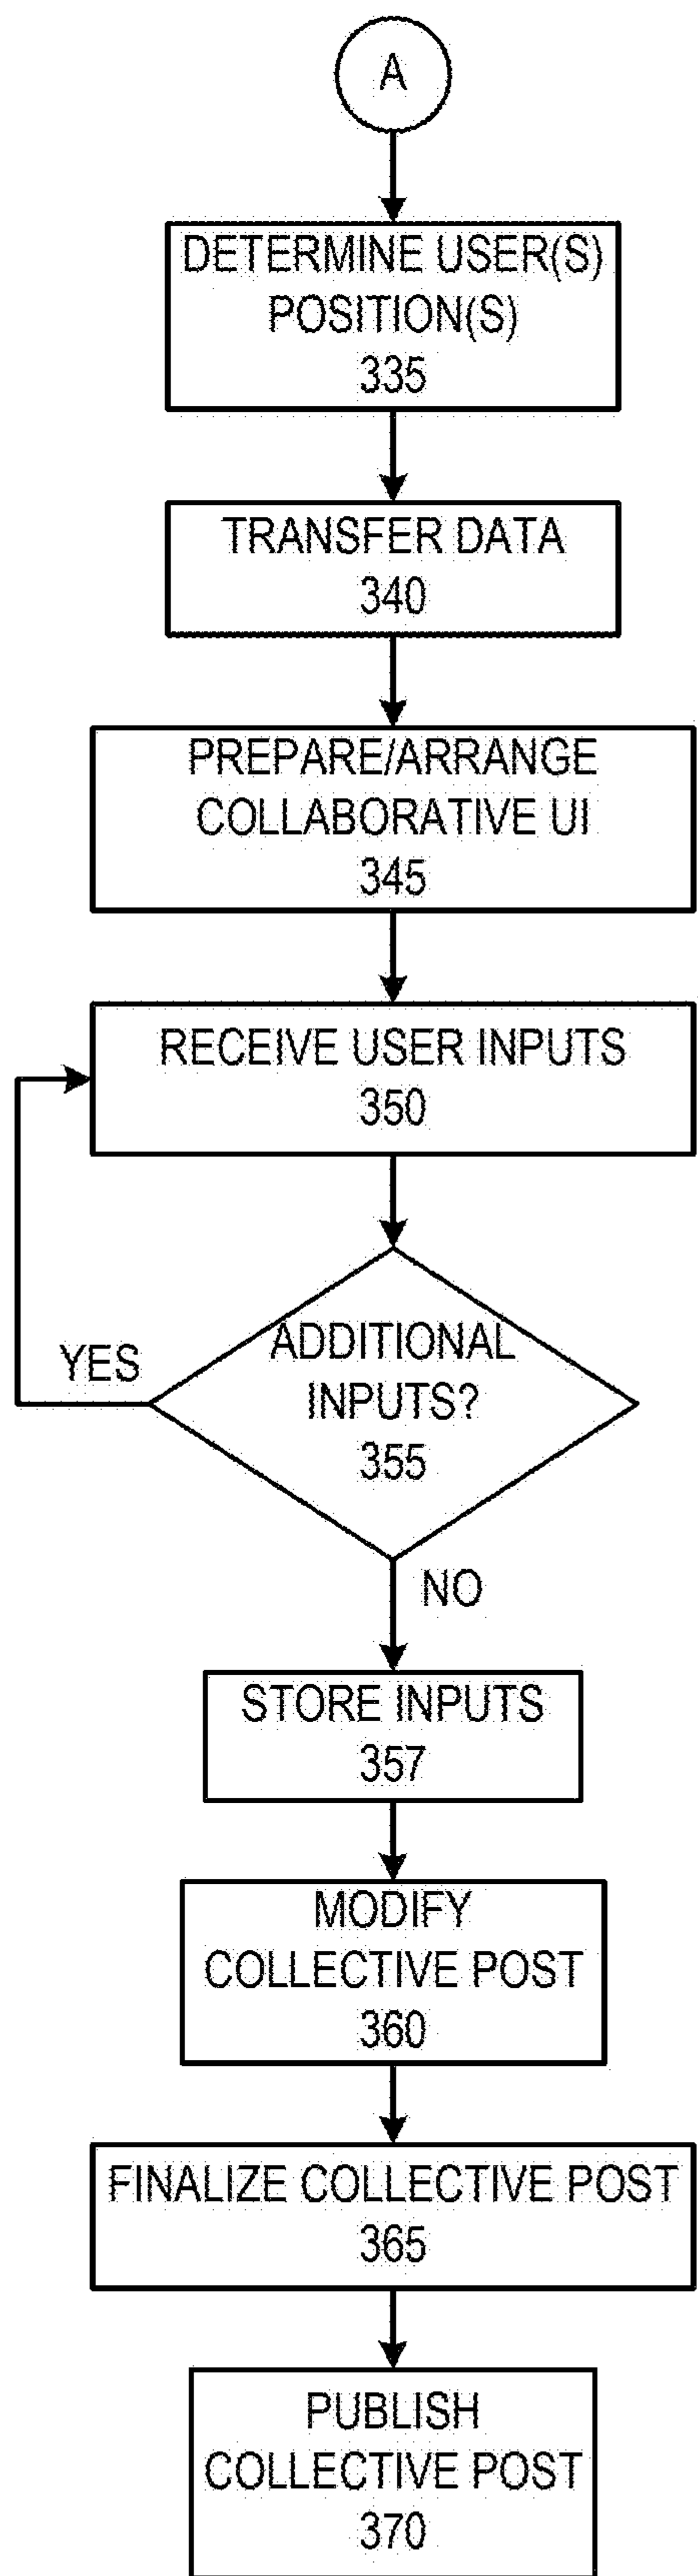 A
DETERMINE USER(S)
POSITION(S)
335
TRANSFER DATA
340
PREPARE/ARRANGE
COLLABORATIVE UI
345
RECEIVE USER INPUTS
350
ADDITIONAL
INPUTS?
355
YES
NO
STORE INPUTS
357
MODIFY
COLLECTIVE POST
360
FINALIZE COLLECTIVE POST
365
PUBLISH
COLLECTIVE POST
370